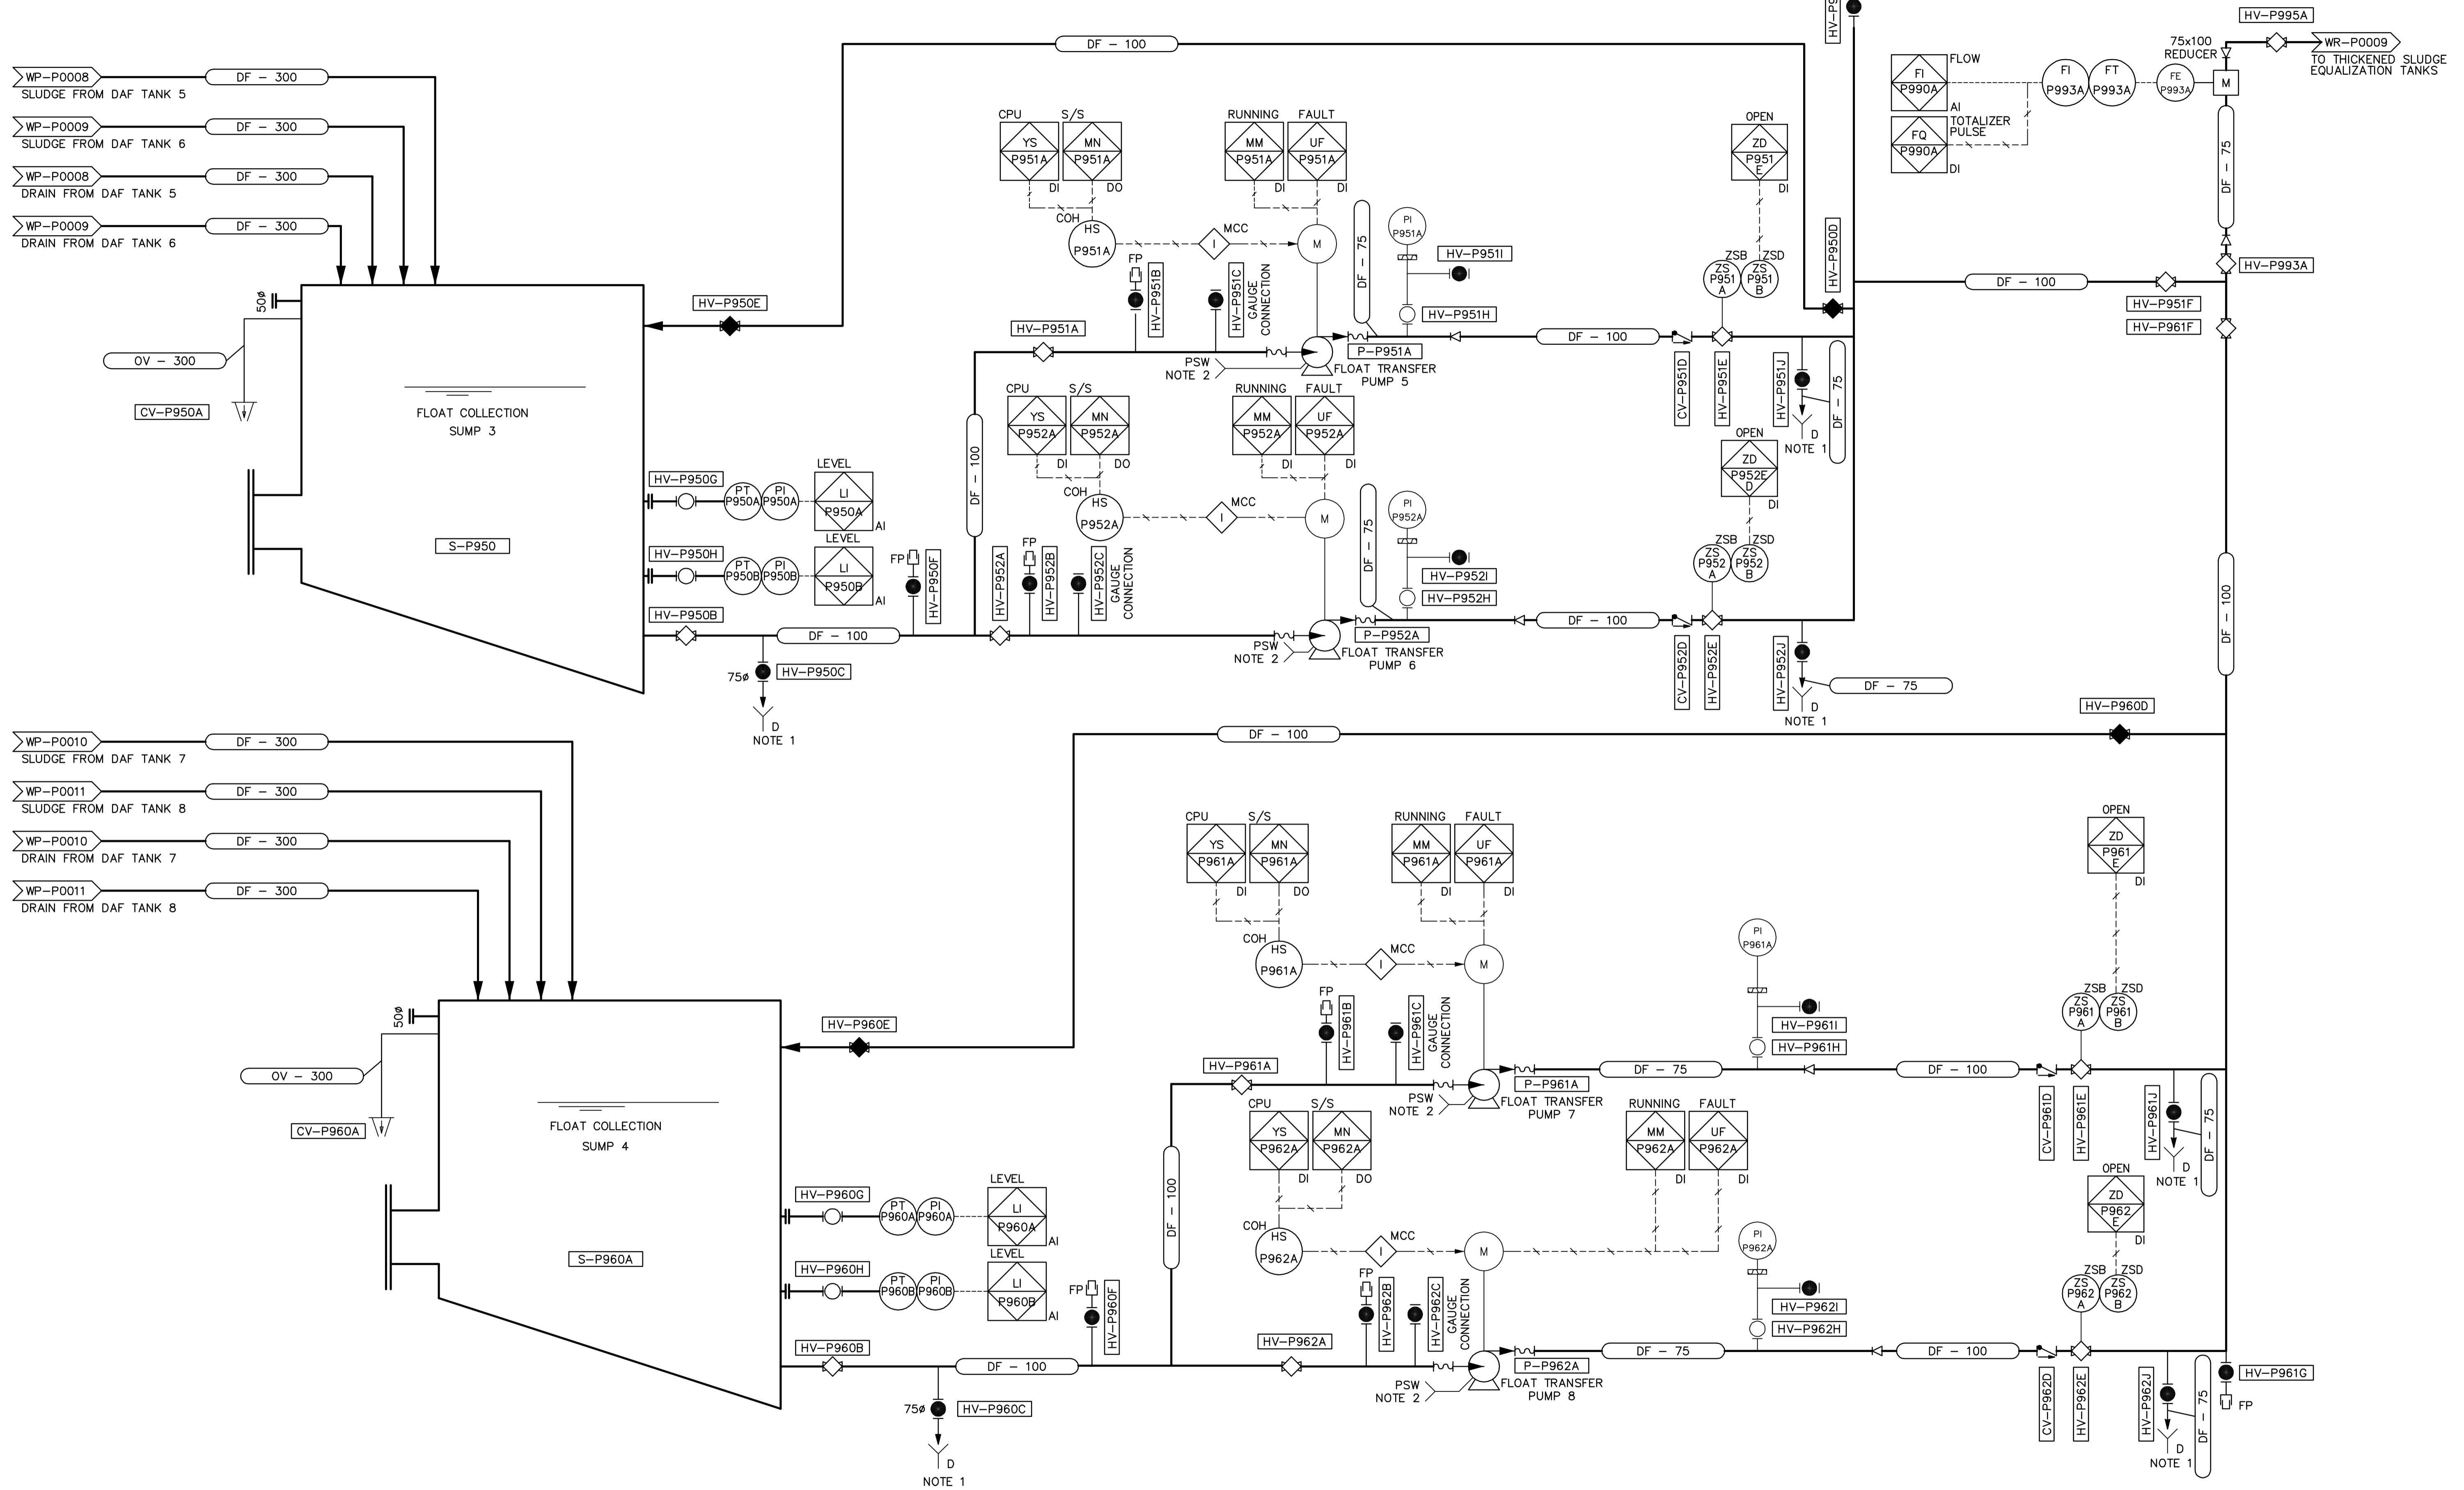 HV-P995A
75x100
REDUCER
WR-P0009
TO THICKENED SLUDGE
EQUALIZATION TANKS
DF - 100
WP-P0008
DF - 300
SLUDGE FROM DAF TANK 5
WP-P0009
DF - 300
SLUDGE FROM DAF TANK 6
WP-P0008
DF - 300
DRAIN FROM DAF TANK 5
WP-P0009
DF - 300
DRAIN FROM DAF TANK 6
FLOW
FI
P990A
AI
TOTALIZER
PULSE
FQ
P990A
DI
FI
P993A
FT
P993A
FE
P993A
M
DF - 75
HV-P993A
DF - 100
HV-P951F
HV-P961F
CPU
YS
P951A
DI
S/S
MN
P951A
DO
COH
HS
P951A
I
MCC
RUNNING
MM
P951A
DI
FAULT
UF
P951A
DI
M
OPEN
ZD
P951
E
DI
ZSB
ZS
P951
A
ZSD
ZS
P951
B
HV-P950D
DF - 75
PI
P951A
HV-P951I
HV-P951H
FP
HV-P951B
HV-P951C
GAUGE
CONNECTION
HV-P951A
PSW
NOTE 2
P-P951A
FLOAT TRANSFER
PUMP 5
DF - 100
CV-P951D
HV-P951E
HV-P951J
DF - 75
D
NOTE 1
50ø
OV - 300
CV-P950A
FLOAT COLLECTION
SUMP 3
S-P950
HV-P950E
HV-P950G
PT
P950A
PI
P950A
LEVEL
LI
P950A
AI
HV-P950H
PT
P950B
PI
P950B
LEVEL
LI
P950B
AI
HV-P950B
DF - 100
75ø
HV-P950C
D
NOTE 1
FP
HV-P950F
DF - 100
HV-P952A
FP
HV-P952B
HV-P952C
GAUGE
CONNECTION
CPU
YS
P952A
DI
S/S
MN
P952A
DO
COH
HS
P952A
I
MCC
RUNNING
MM
P952A
DI
FAULT
UF
P952A
DI
M
DF - 75
PI
P952A
HV-P952I
HV-P952H
PSW
NOTE 2
P-P952A
FLOAT TRANSFER
PUMP 6
DF - 100
OPEN
ZD
P952E
D
DI
ZSB
ZS
P952
A
ZSD
ZS
P952
B
CV-P952D
HV-P952E
HV-P952J
DF - 75
D
NOTE 1
DF - 100
HV-P960D
DF - 100
WP-P0010
DF - 300
SLUDGE FROM DAF TANK 7
WP-P0011
DF - 300
SLUDGE FROM DAF TANK 8
WP-P0010
DF - 300
DRAIN FROM DAF TANK 7
WP-P0011
DF - 300
DRAIN FROM DAF TANK 8
CPU
YS
P961A
DI
S/S
MN
P961A
DO
COH
HS
P961A
I
MCC
RUNNING
MM
P961A
DI
FAULT
UF
P961A
DI
M
PI
P961A
HV-P961I
HV-P961H
OPEN
ZD
P961
E
DI
ZSB
ZS
P961
A
ZSD
ZS
P961
B
FP
HV-P961B
HV-P961C
GAUGE
CONNECTION
HV-P961A
PSW
NOTE 2
P-P961A
FLOAT TRANSFER
PUMP 7
DF - 75
DF - 100
CV-P961D
HV-P961E
HV-P961J
DF - 75
D
NOTE 1
50ø
OV - 300
CV-P960A
FLOAT COLLECTION
SUMP 4
S-P960A
HV-P960E
HV-P960G
PT
P960A
PI
P960A
LEVEL
LI
P960A
AI
HV-P960H
PT
P960B
PI
P960B
LEVEL
LI
P960B
AI
HV-P960B
DF - 100
75ø
HV-P960C
D
NOTE 1
FP
HV-P960F
DF - 100
CPU
YS
P962A
DI
S/S
MN
P962A
DO
COH
HS
P962A
I
MCC
M
RUNNING
MM
P962A
DI
FAULT
UF
P962A
DI
PI
P962A
HV-P962I
HV-P962H
HV-P962A
FP
HV-P962B
HV-P962C
GAUGE
CONNECTION
PSW
NOTE 2
P-P962A
FLOAT TRANSFER
PUMP 8
DF - 75
DF - 100
OPEN
ZD
P962
E
DI
ZSB
ZS
P962
A
ZSD
ZS
P962
B
CV-P962D
HV-P962E
HV-P962J
DF - 75
D
NOTE 1
HV-P961G
FP